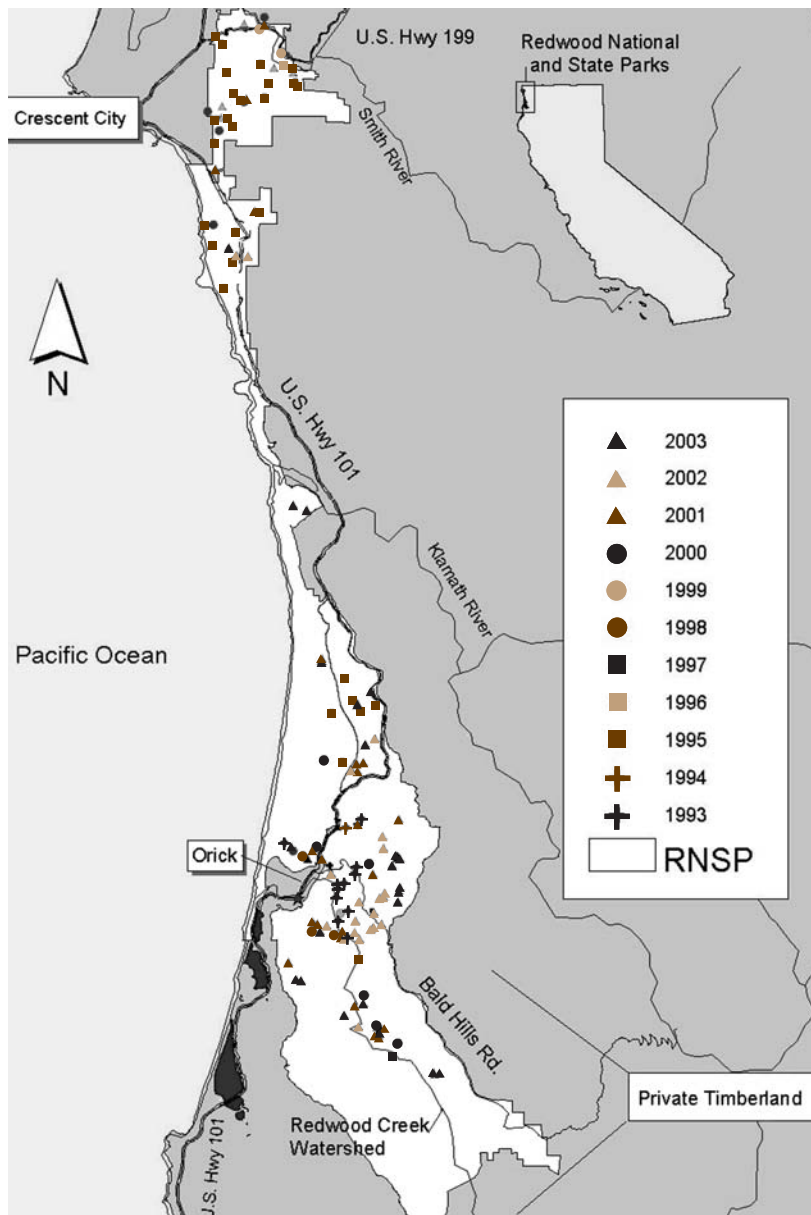 U.S. Hwy 199
Redwood National
and State Parks
Crescent City
Smith River
N
U.S. Hwy 101
Klamath River
Pacific Ocean
2003
2002
2001
2000
1999
1998
1997
1996
1995
1994
1993
RNSP
Orick
Bald Hills Rd.
Private Timberland
Redwood Creek
Watershed
U.S. Hwy 101